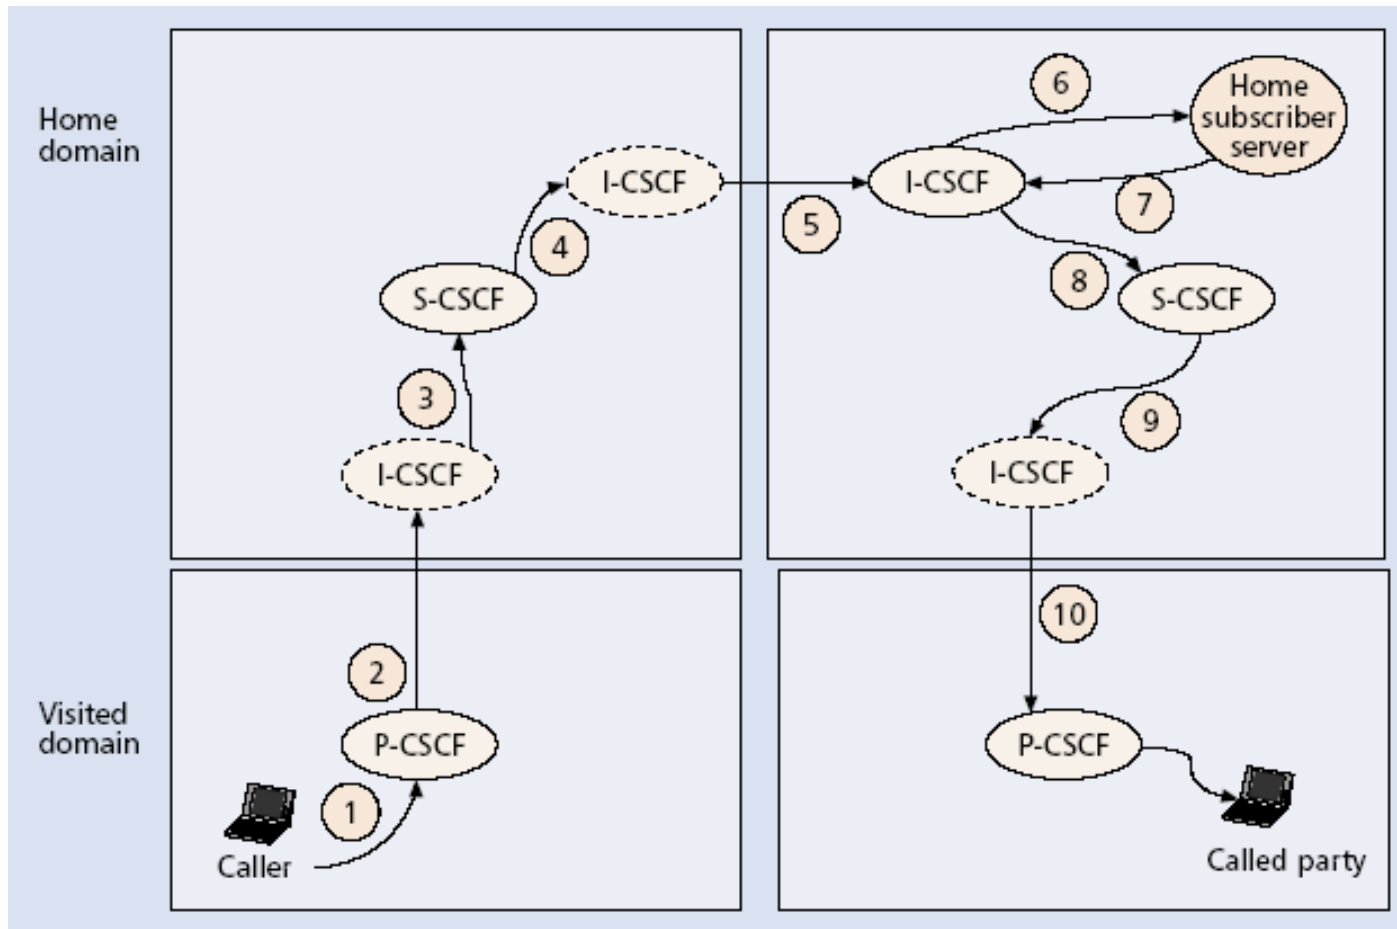 Home
domain
I-CSCF
4
S-CSCF
3
I-CSCF
5
6
Home
subscriber
server
I-CSCF
7
8
S-CSCF
9
I-CSCF
Visited
domain
2
P-CSCF
1
Caller
10
P-CSCF
Called party